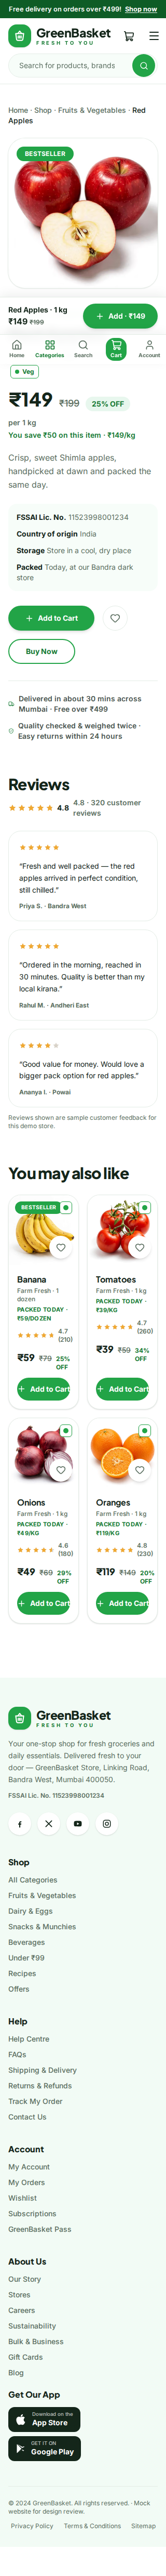 Free delivery on orders over ₹499! Shop now
GreenBasket
FRESH TO YOU
Search for products, brands
Home · Shop · Fruits & Vegetables · Red
Apples
BESTSELLER
Red Apples · 1 kg
₹149 ₹199
Add · ₹149
Home
Categories
Search
Cart
Account
Veg
₹149 ₹199 25% OFF
per 1 kg
You save ₹50 on this item · ₹149/kg
Crisp, sweet Shimla apples,
handpicked at dawn and packed the
same day.
FSSAI Lic. No. 11523998001234
Country of origin India
Storage Store in a cool, dry place
Packed Today, at our Bandra dark
store
Add to Cart
Buy Now
Delivered in about 30 mins across
Mumbai · Free over ₹499
Quality checked & weighed twice ·
Easy returns within 24 hours
Reviews
4.8 4.8 · 320 customer
reviews
“Fresh and well packed — the red
apples arrived in perfect condition,
still chilled.”
Priya S. · Bandra West
“Ordered in the morning, reached in
30 minutes. Quality is better than my
local kirana.”
Rahul M. · Andheri East
“Good value for money. Would love a
bigger pack option for red apples.”
Ananya I. · Powai
Reviews shown are sample customer feedback for
this demo store.
You may also like
BESTSELLER
Banana
Farm Fresh · 1
dozen
PACKED TODAY ·
₹59/DOZEN
4.7
(210)
₹59 ₹79 25%
OFF
Add to Cart
Tomatoes
Farm Fresh · 1 kg
PACKED TODAY ·
₹39/KG
4.7
(260)
₹39 ₹59 34%
OFF
Add to Cart
Onions
Farm Fresh · 1 kg
PACKED TODAY ·
₹49/KG
4.6
(180)
₹49 ₹69 29%
OFF
Add to Cart
Oranges
Farm Fresh · 1 kg
PACKED TODAY ·
₹119/KG
4.8
(230)
₹119 ₹149 20%
OFF
Add to Cart
GreenBasket
FRESH TO YOU
Your one-stop shop for fresh groceries and
daily essentials. Delivered fresh to your
door — GreenBasket Store, Linking Road,
Bandra West, Mumbai 400050.
FSSAI Lic. No. 11523998001234
Shop
All Categories
Fruits & Vegetables
Dairy & Eggs
Snacks & Munchies
Beverages
Under ₹99
Recipes
Offers
Help
Help Centre
FAQs
Shipping & Delivery
Returns & Refunds
Track My Order
Contact Us
Account
My Account
My Orders
Wishlist
Subscriptions
GreenBasket Pass
About Us
Our Story
Stores
Careers
Sustainability
Bulk & Business
Gift Cards
Blog
Get Our App
Download on the
App Store
GET IT ON
Google Play
© 2024 GreenBasket. All rights reserved. · Mock
website for design review.
Privacy Policy Terms & Conditions Sitemap